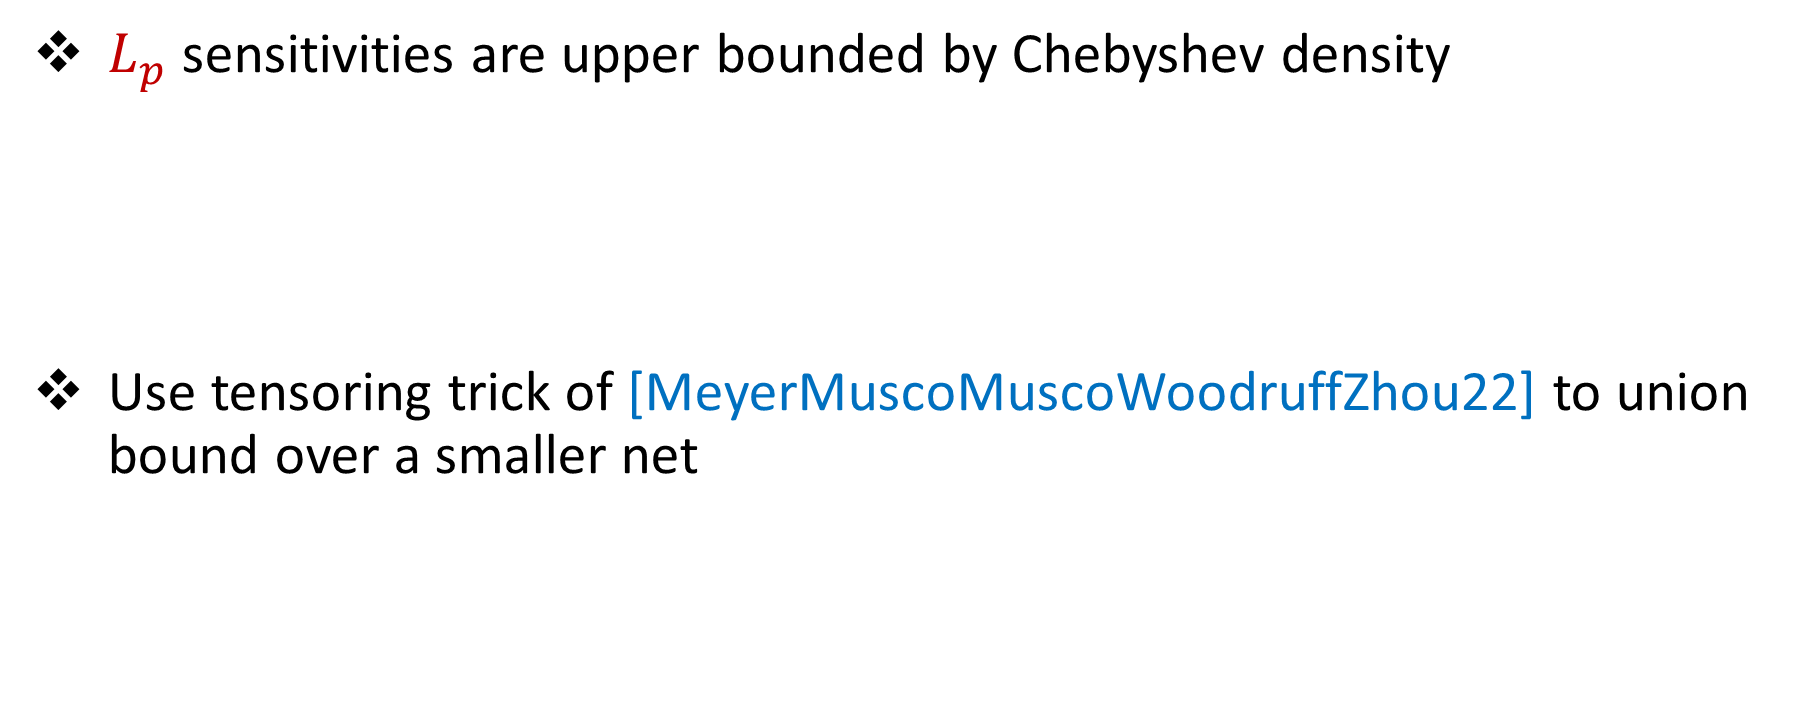 ❖ $L_p$ sensitivities are upper bounded by Chebyshev density
❖ Use tensoring trick of [MeyerMuscoMuscoWoodruffZhou22] to union
bound over a smaller net